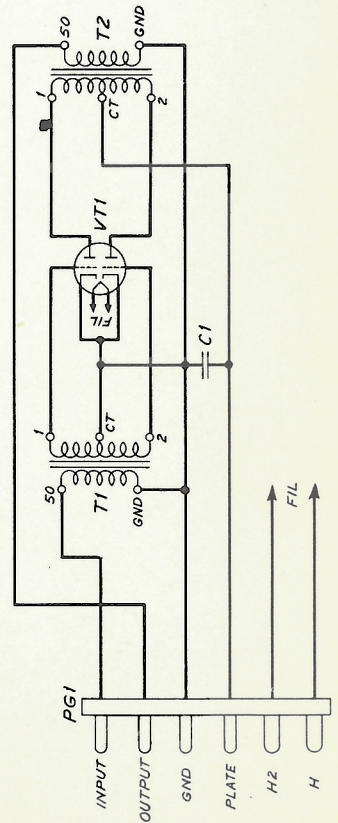 50
T2
GND
1
CT
2
VT1
FIL
1
CT
2
C1
50
T1
GND
FIL
PG1
INPUT
OUTPUT
GND
PLATE
H2
H